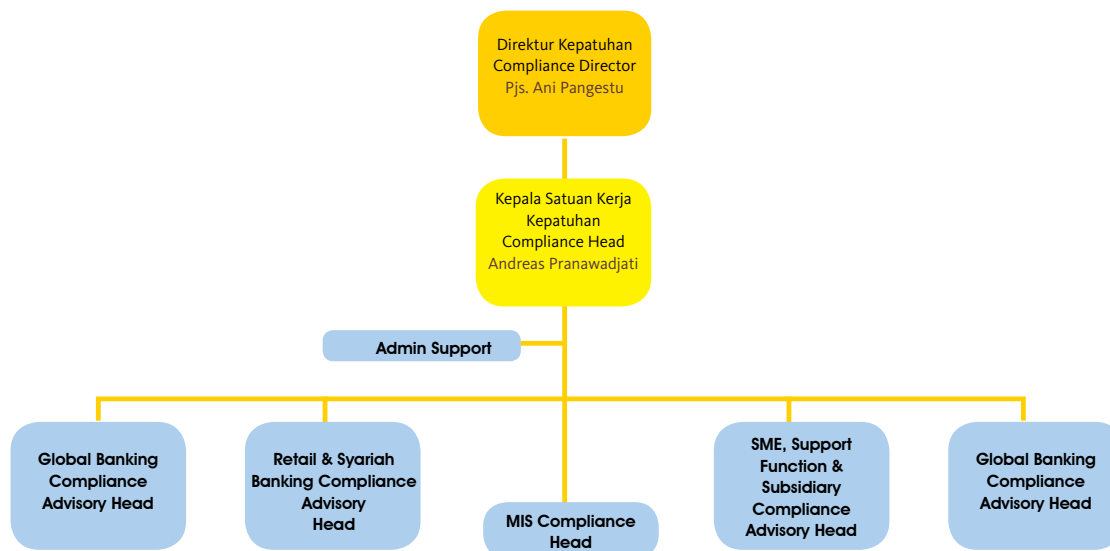 Direktur Kepatuhan
Compliance Director
Pjs. Ani Pangestu
Kepala Satuan Kerja
Kepatuhan
Compliance Head
Andreas Pranawadjati
Admin Support
Global Banking
Compliance
Advisory Head
Retail & Syariah
Banking Compliance
Advisory
Head
MIS Compliance
Head
SME, Support
Function &
Subsidiary
Compliance
Advisory Head
Global Banking
Compliance
Advisory Head